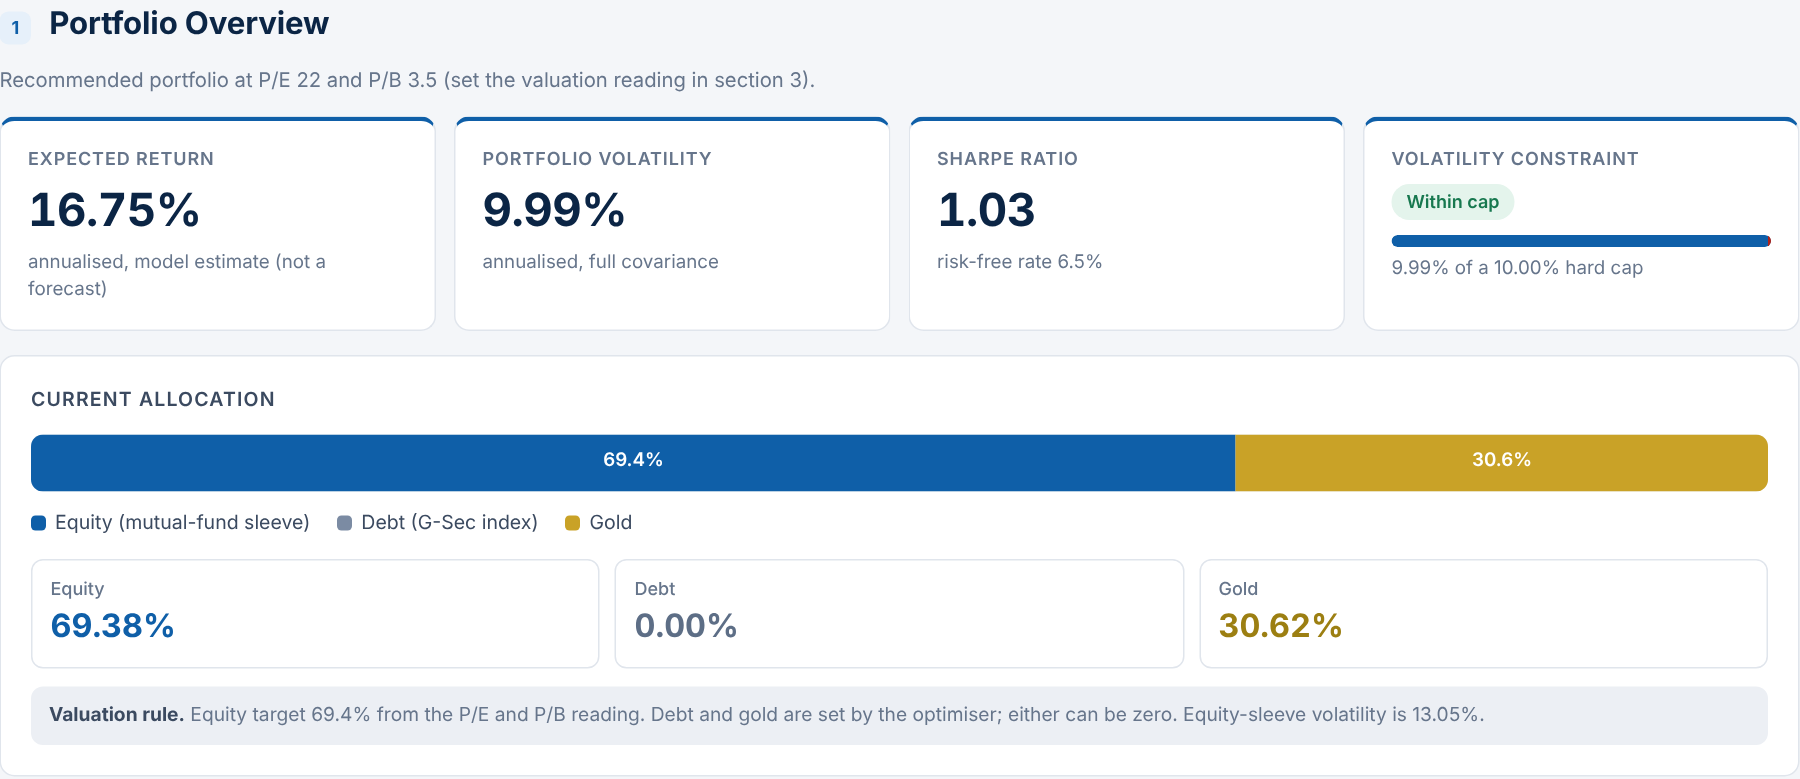 1 Portfolio Overview
Recommended portfolio at P/E 22 and P/B 3.5 (set the valuation reading in section 3).
EXPECTED RETURN
16.75%
annualised, model estimate (not a
forecast)
PORTFOLIO VOLATILITY
9.99%
annualised, full covariance
SHARPE RATIO
1.03
risk-free rate 6.5%
VOLATILITY CONSTRAINT
Within cap
9.99% of a 10.00% hard cap
CURRENT ALLOCATION
69.4% 30.6%
Equity (mutual-fund sleeve) Debt (G-Sec index) Gold
Equity
69.38%
Debt
0.00%
Gold
30.62%
Valuation rule. Equity target 69.4% from the P/E and P/B reading. Debt and gold are set by the optimiser; either can be zero. Equity-sleeve volatility is 13.05%.